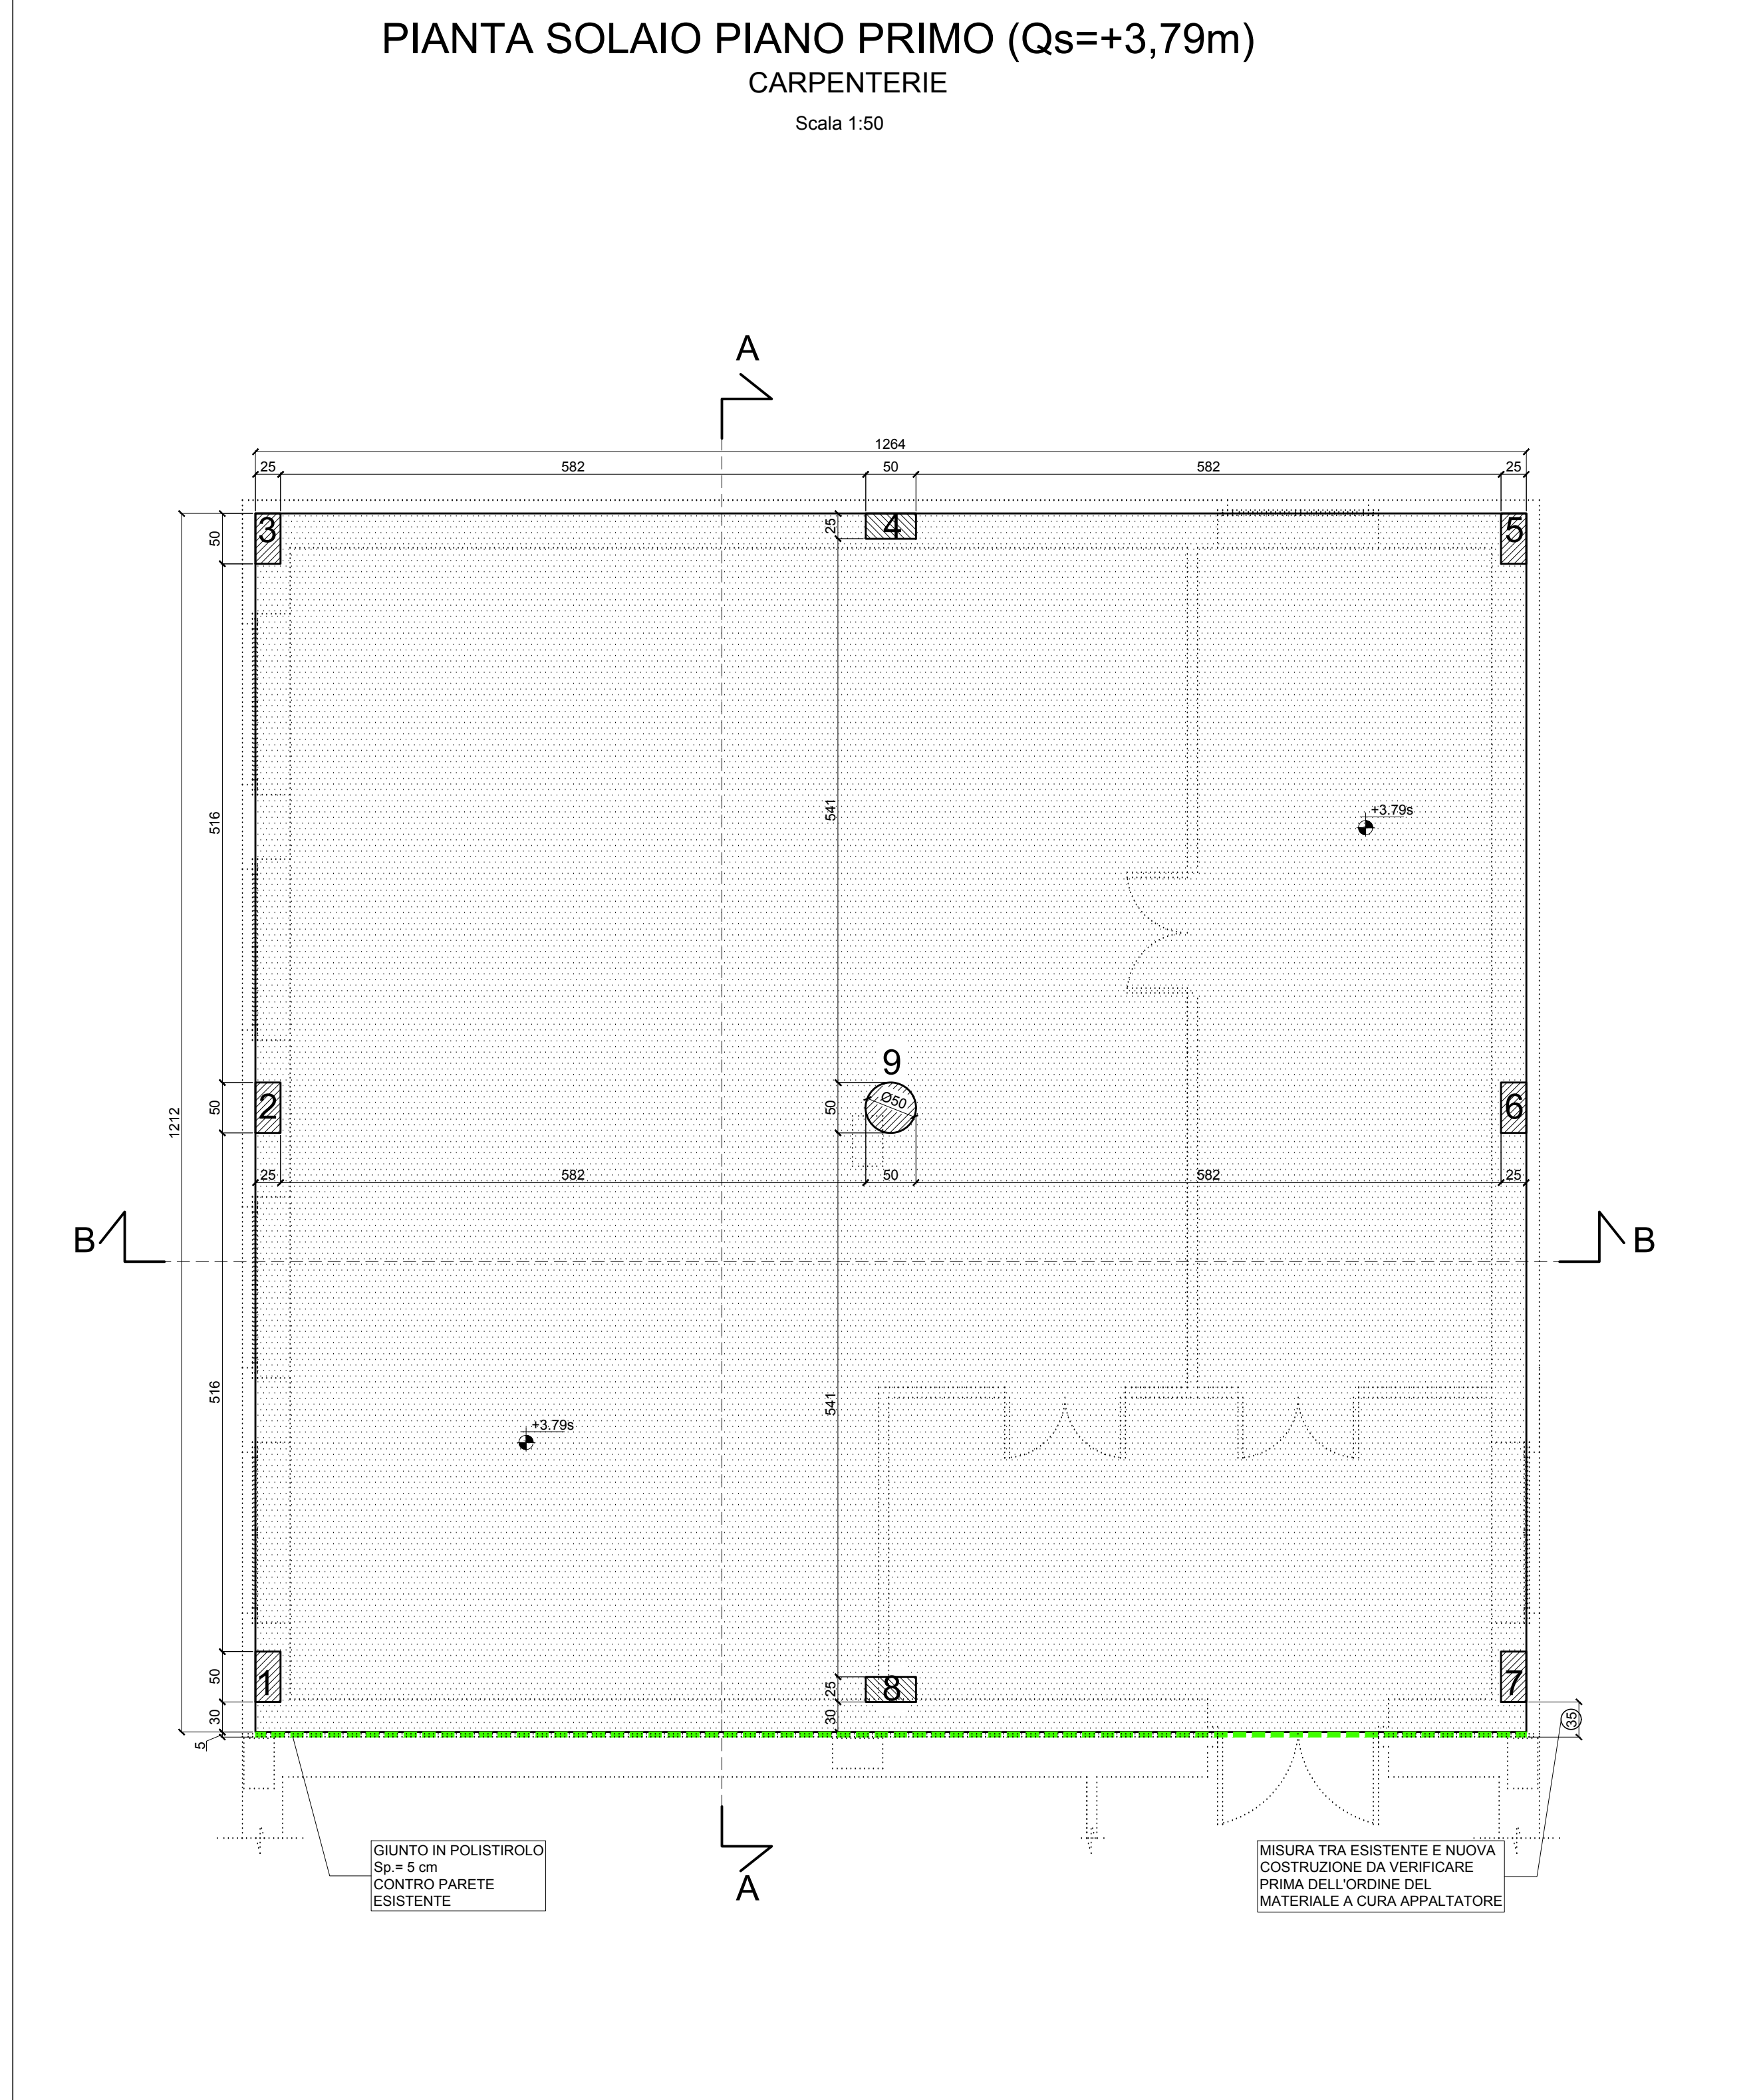 PIANTA SOLAIO PIANO PRIMO (Qs=+3,79m)
CARPENTERIE
Scala 1:50
A
1264
25 582 50 582 25
3 4 5
50
25
516
541
+3.79s
9
Ø50
2 6
50
50
1212
25 582 50 582 25
B B
516
541
+3.79s
50
25
1 8 7
30
30
35
5
GIUNTO IN POLISTIROLO
Sp.= 5 cm
CONTRO PARETE
ESISTENTE
A
MISURA TRA ESISTENTE E NUOVA
COSTRUZIONE DA VERIFICARE
PRIMA DELL'ORDINE DEL
MATERIALE A CURA APPALTATORE